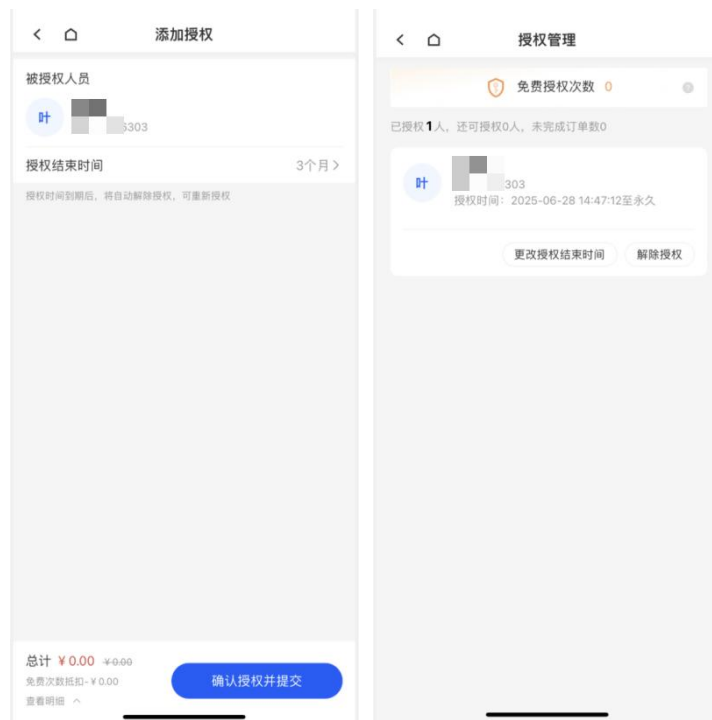 添加授权
被授权人员
叶
6303
授权结束时间 3个月
授权时间到期后，将自动解除授权，可重新授权
总计 ¥0.00 ¥0.00
免费次数抵扣-¥0.00
查看明细
确认授权并提交
授权管理
免费授权次数 0
已授权1人，还可授权0人，未完成订单数0
叶
303
授权时间：2025-06-28 14:47:12至永久
更改授权结束时间 解除授权